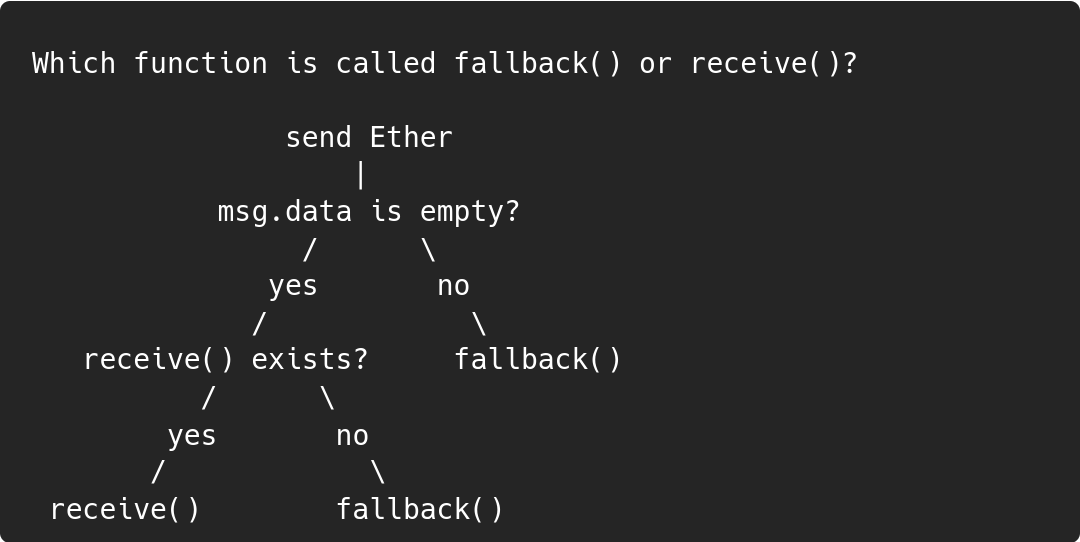 Which function is called fallback() or receive()?
send Ether
|
msg.data is empty?
/ \
yes no
/ \
receive() exists? fallback()
/ \
yes no
/ \
receive() fallback()